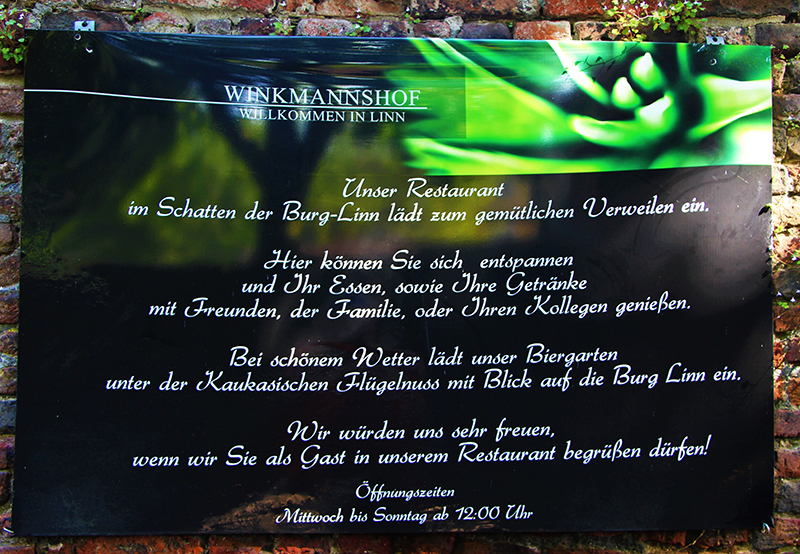 WINKMANNSHOF
WILLKOMMEN IN LINN
Unser Restaurant
im Schatten der Burg-Linn lädt zum gemütlichen Verweilen ein.
Hier können Sie sich entspannen
und Ihr Essen, sowie Ihre Getränke
mit Freunden, der Familie, oder Ihren Kollegen genießen.
Bei schönem Wetter lädt unser Biergarten
unter der Kaukasischen Flügelnuss mit Blick auf die Burg Linn ein.
Wir würden uns sehr freuen,
wenn wir Sie als Gast in unserem Restaurant begrüßen dürfen!
Öffnungszeiten
Mittwoch bis Sonntag ab 12:00 Uhr